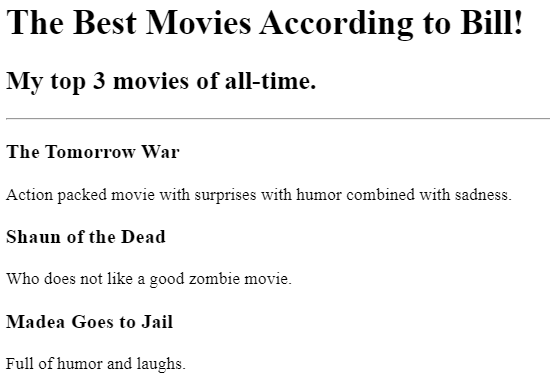 The Best Movies According to Bill!
My top 3 movies of all-time.
The Tomorrow War
Action packed movie with surprises with humor combined with sadness.
Shaun of the Dead
Who does not like a good zombie movie.
Madea Goes to Jail
Full of humor and laughs.